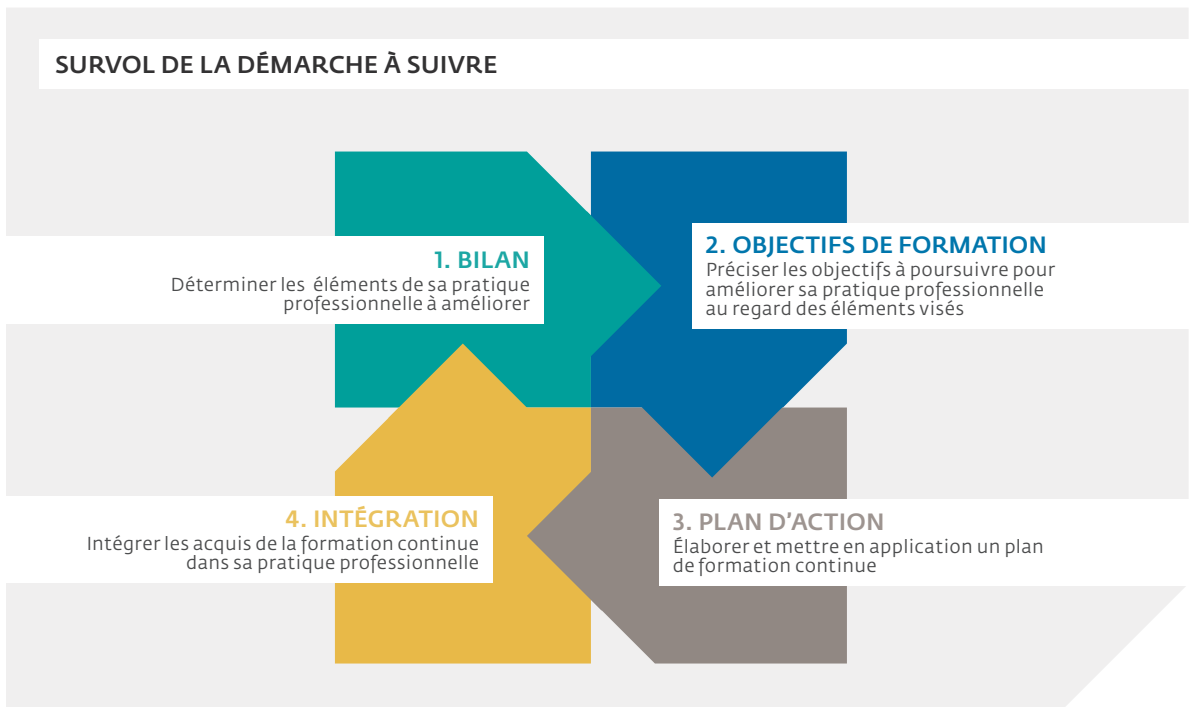 SURVOL DE LA DÉMARCHE À SUIVRE
1. BILAN
Déterminer les éléments de sa pratique
professionnelle à améliorer
2. OBJECTIFS DE FORMATION
Préciser les objectifs à poursuivre pour
améliorer sa pratique professionnelle
au regard des éléments visés
3. PLAN D'ACTION
Élaborer et mettre en application un plan
de formation continue
4. INTÉGRATION
Intégrer les acquis de la formation continue
dans sa pratique professionnelle